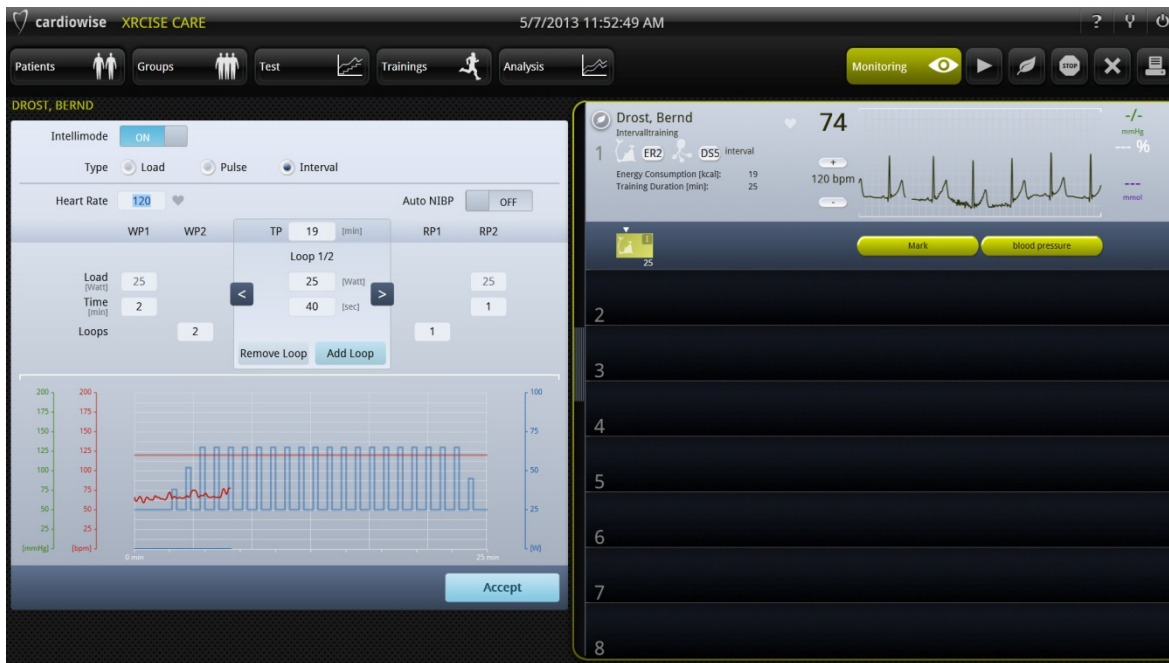 cardiowise XRCISE CARE 5/7/2013 11:52:49 AM ?
Patients Groups Test Trainings Analysis Monitoring STOP
DROST, BERND
Intellimode ON
Type Load Pulse Interval
Heart Rate 120 Auto NIBP OFF
WP1 WP2 TP 19 [min] RP1 RP2
Loop 1/2
Load [Watt] 25 < 25 [Watt] > 25
Time [min] 2 40 [sec] 1
Loops 2 1
Remove Loop Add Loop
200 200 100
175 175
150 150 75
125 125
100 100 50
75 75
50 50 25
25 25
[mmHg] [bpm] 0 min 25 min [W]
Accept
Drost, Bernd 74 -/-
Intervalltraining mmHg
1 ER2 DS5 interval --- %
Energy Consumption [kcal]: 19 + 120 bpm -
Training Duration [min]: 25 ---
mmol
I
25 Mark blood pressure
2
3
4
5
6
7
8